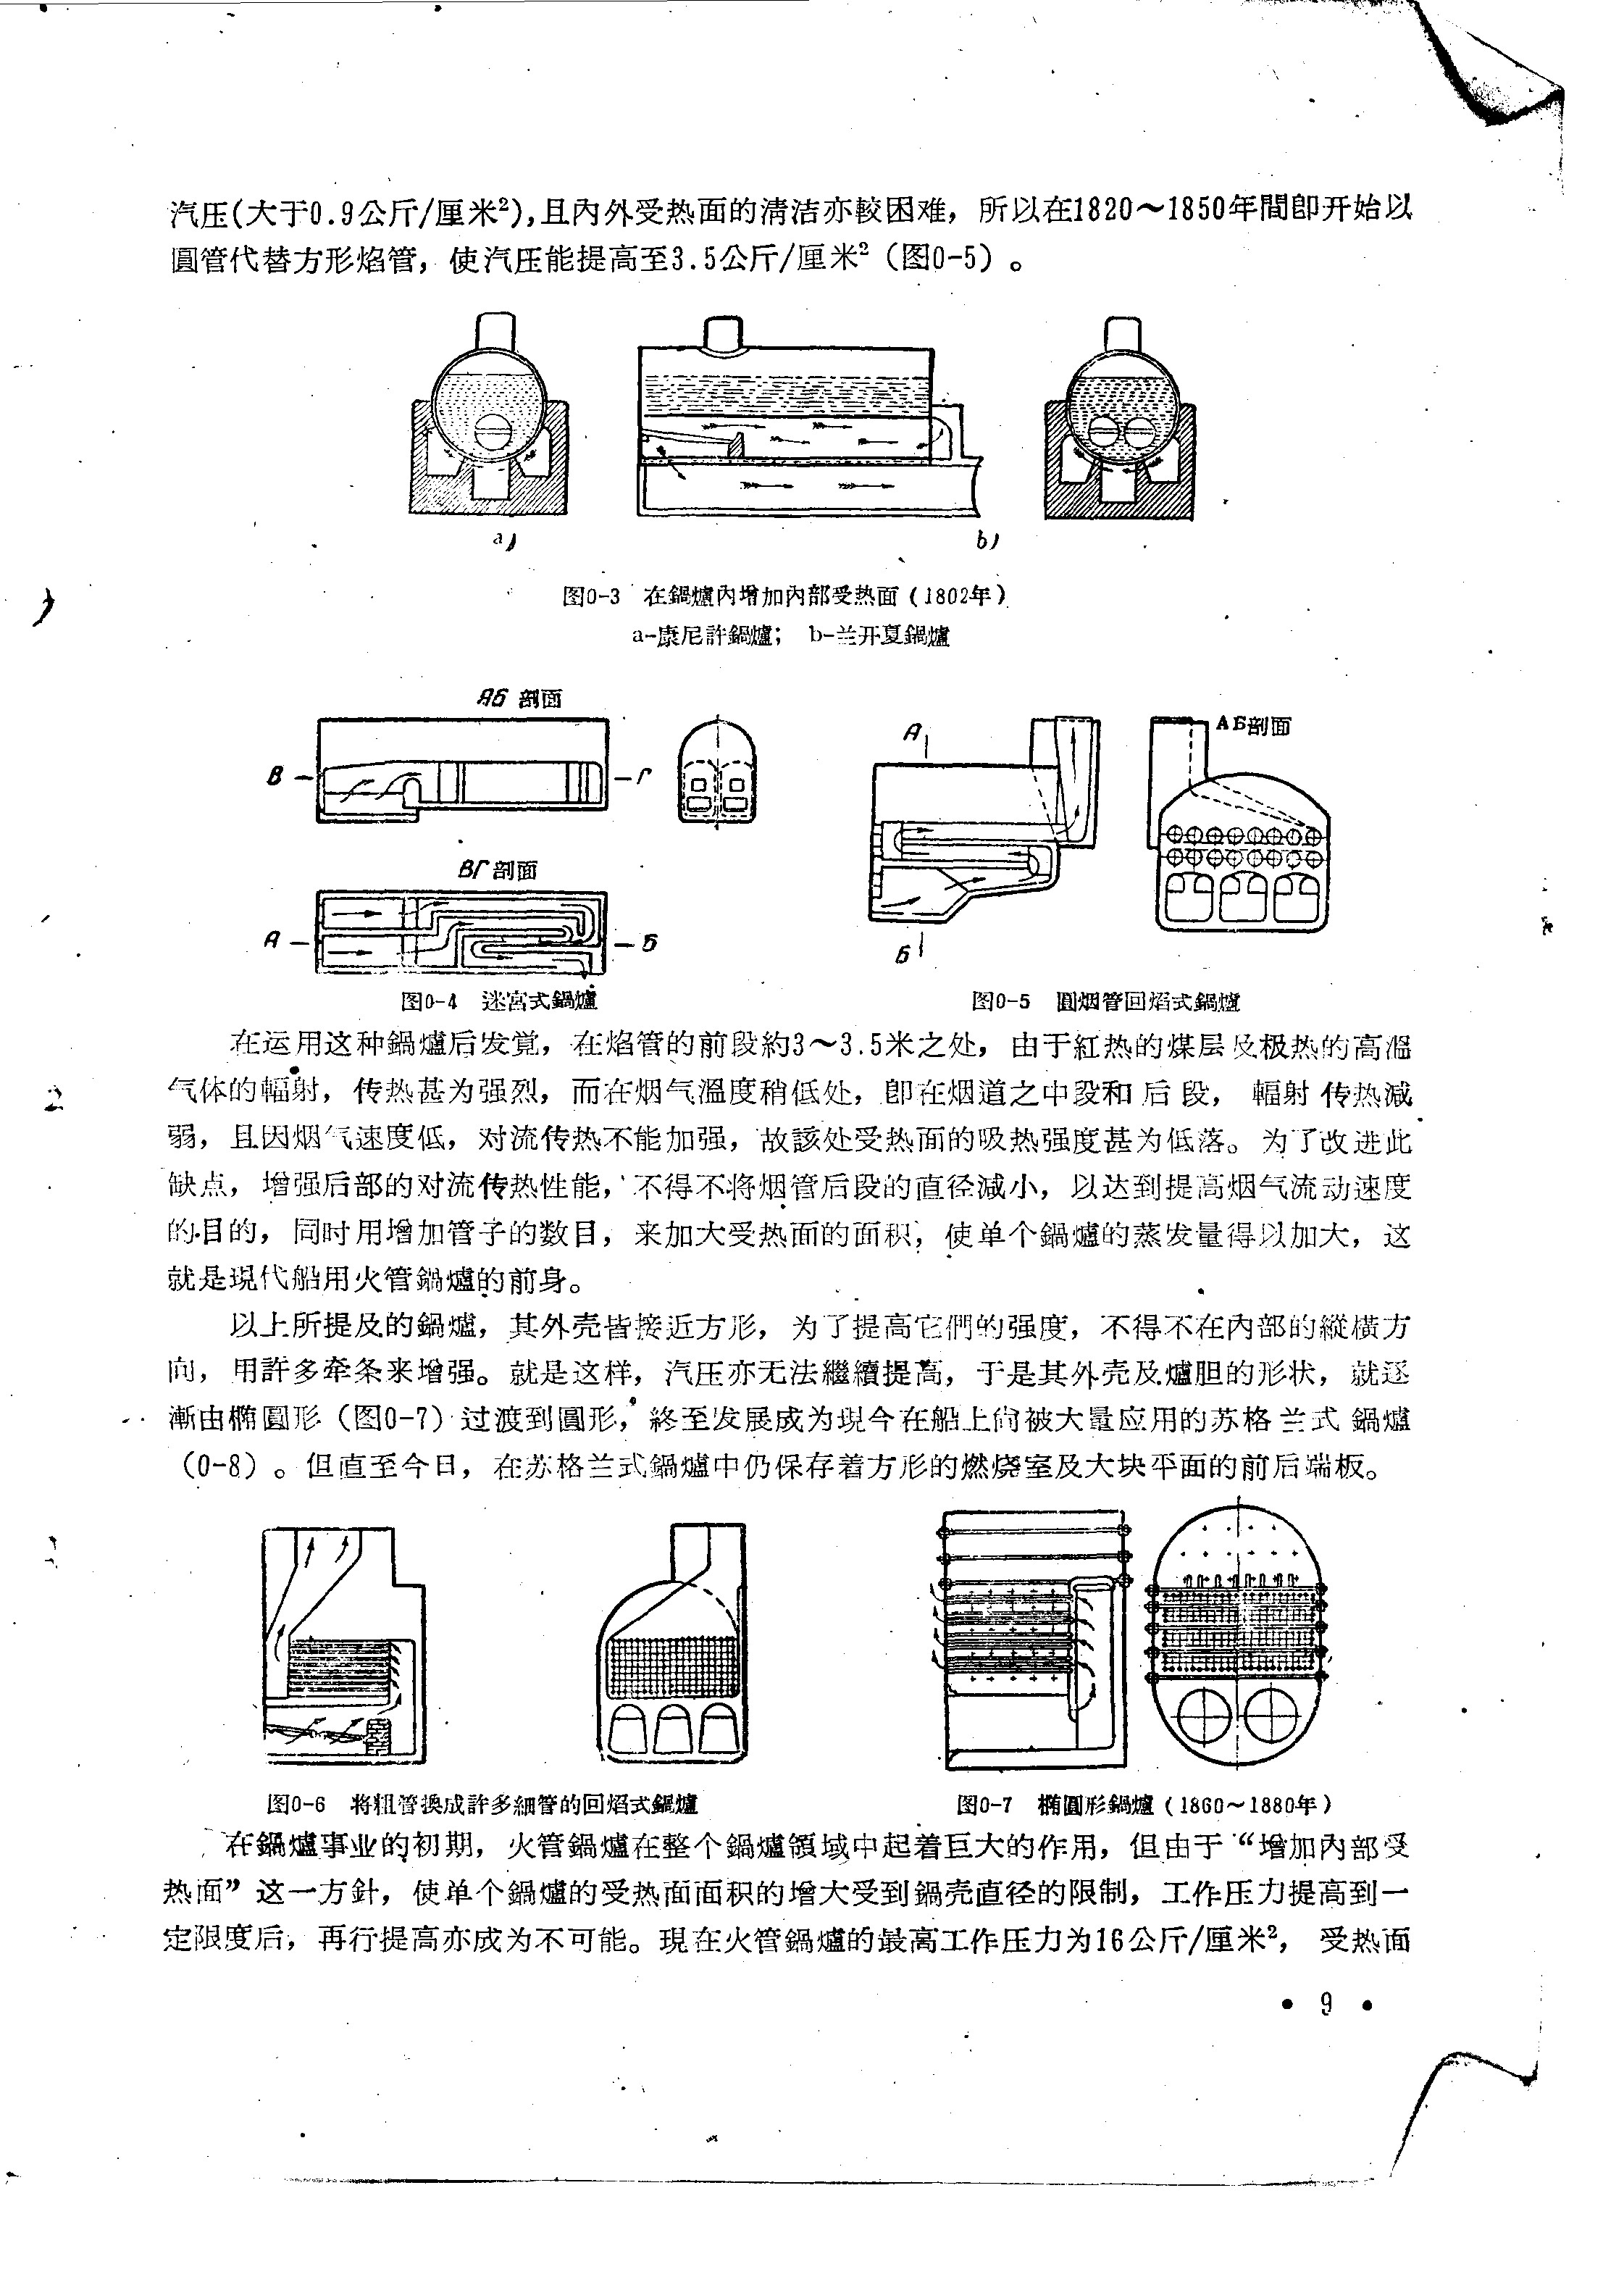 汽压(大于0.9公斤/厘米²),且內外受热面的清洁亦較困难，所以在1820～1850年間卽开始以
圓管代替方形焰管，使汽压能提高至3.5公斤/厘米²（图0-5）。
a)
b)
图0-3 在鍋爐內增加內部受热面（1802年）
a-康尼許鍋爐； b-兰开夏鍋爐
АБ 剖面
В
Г
ВГ 剖面
А
Б
图0-4 迷宮式鍋爐
А
АБ剖面
Б
图0-5 圓烟管回焰式鍋爐
在运用这种鍋爐后发覚，在焰管的前段約3～3.5米之处，由于紅热的煤层及极热的高溫
气体的輻射，传热甚为强烈，而在烟气溫度稍低处，卽在烟道之中段和后段，輻射传热減
弱，且因烟气速度低，对流传热不能加强，故該处受热面的吸热强度甚为低落。为了改进此
缺点，增强后部的对流传热性能，不得不将烟管后段的直径減小，以达到提高烟气流动速度
的目的，同时用增加管子的数目，来加大受热面的面积，使单个鍋爐的蒸发量得以加大，这
就是現代船用火管鍋爐的前身。
以上所提及的鍋爐，其外壳皆接近方形，为了提高它們的强度，不得不在內部的縱橫方
向，用許多牵条来增强。就是这样，汽压亦无法繼續提高，于是其外壳及爐胆的形状，就逐
漸由橢圓形（图0-7）过渡到圓形，終至发展成为現今在船上尙被大量应用的苏格兰式鍋爐
（0-8）。但直至今日，在苏格兰式鍋爐中仍保存着方形的燃烧室及大块平面的前后端板。
图0-6 将粗管換成許多細管的回焰式鍋爐
图0-7 橢圓形鍋爐（1860～1880年）
在鍋爐事业的初期，火管鍋爐在整个鍋爐領域中起着巨大的作用，但由于“增加內部受
热面”这一方針，使单个鍋爐的受热面面积的增大受到鍋壳直径的限制，工作压力提高到一
定限度后，再行提高亦成为不可能。現在火管鍋爐的最高工作压力为16公斤/厘米²，受热面
• 9 •